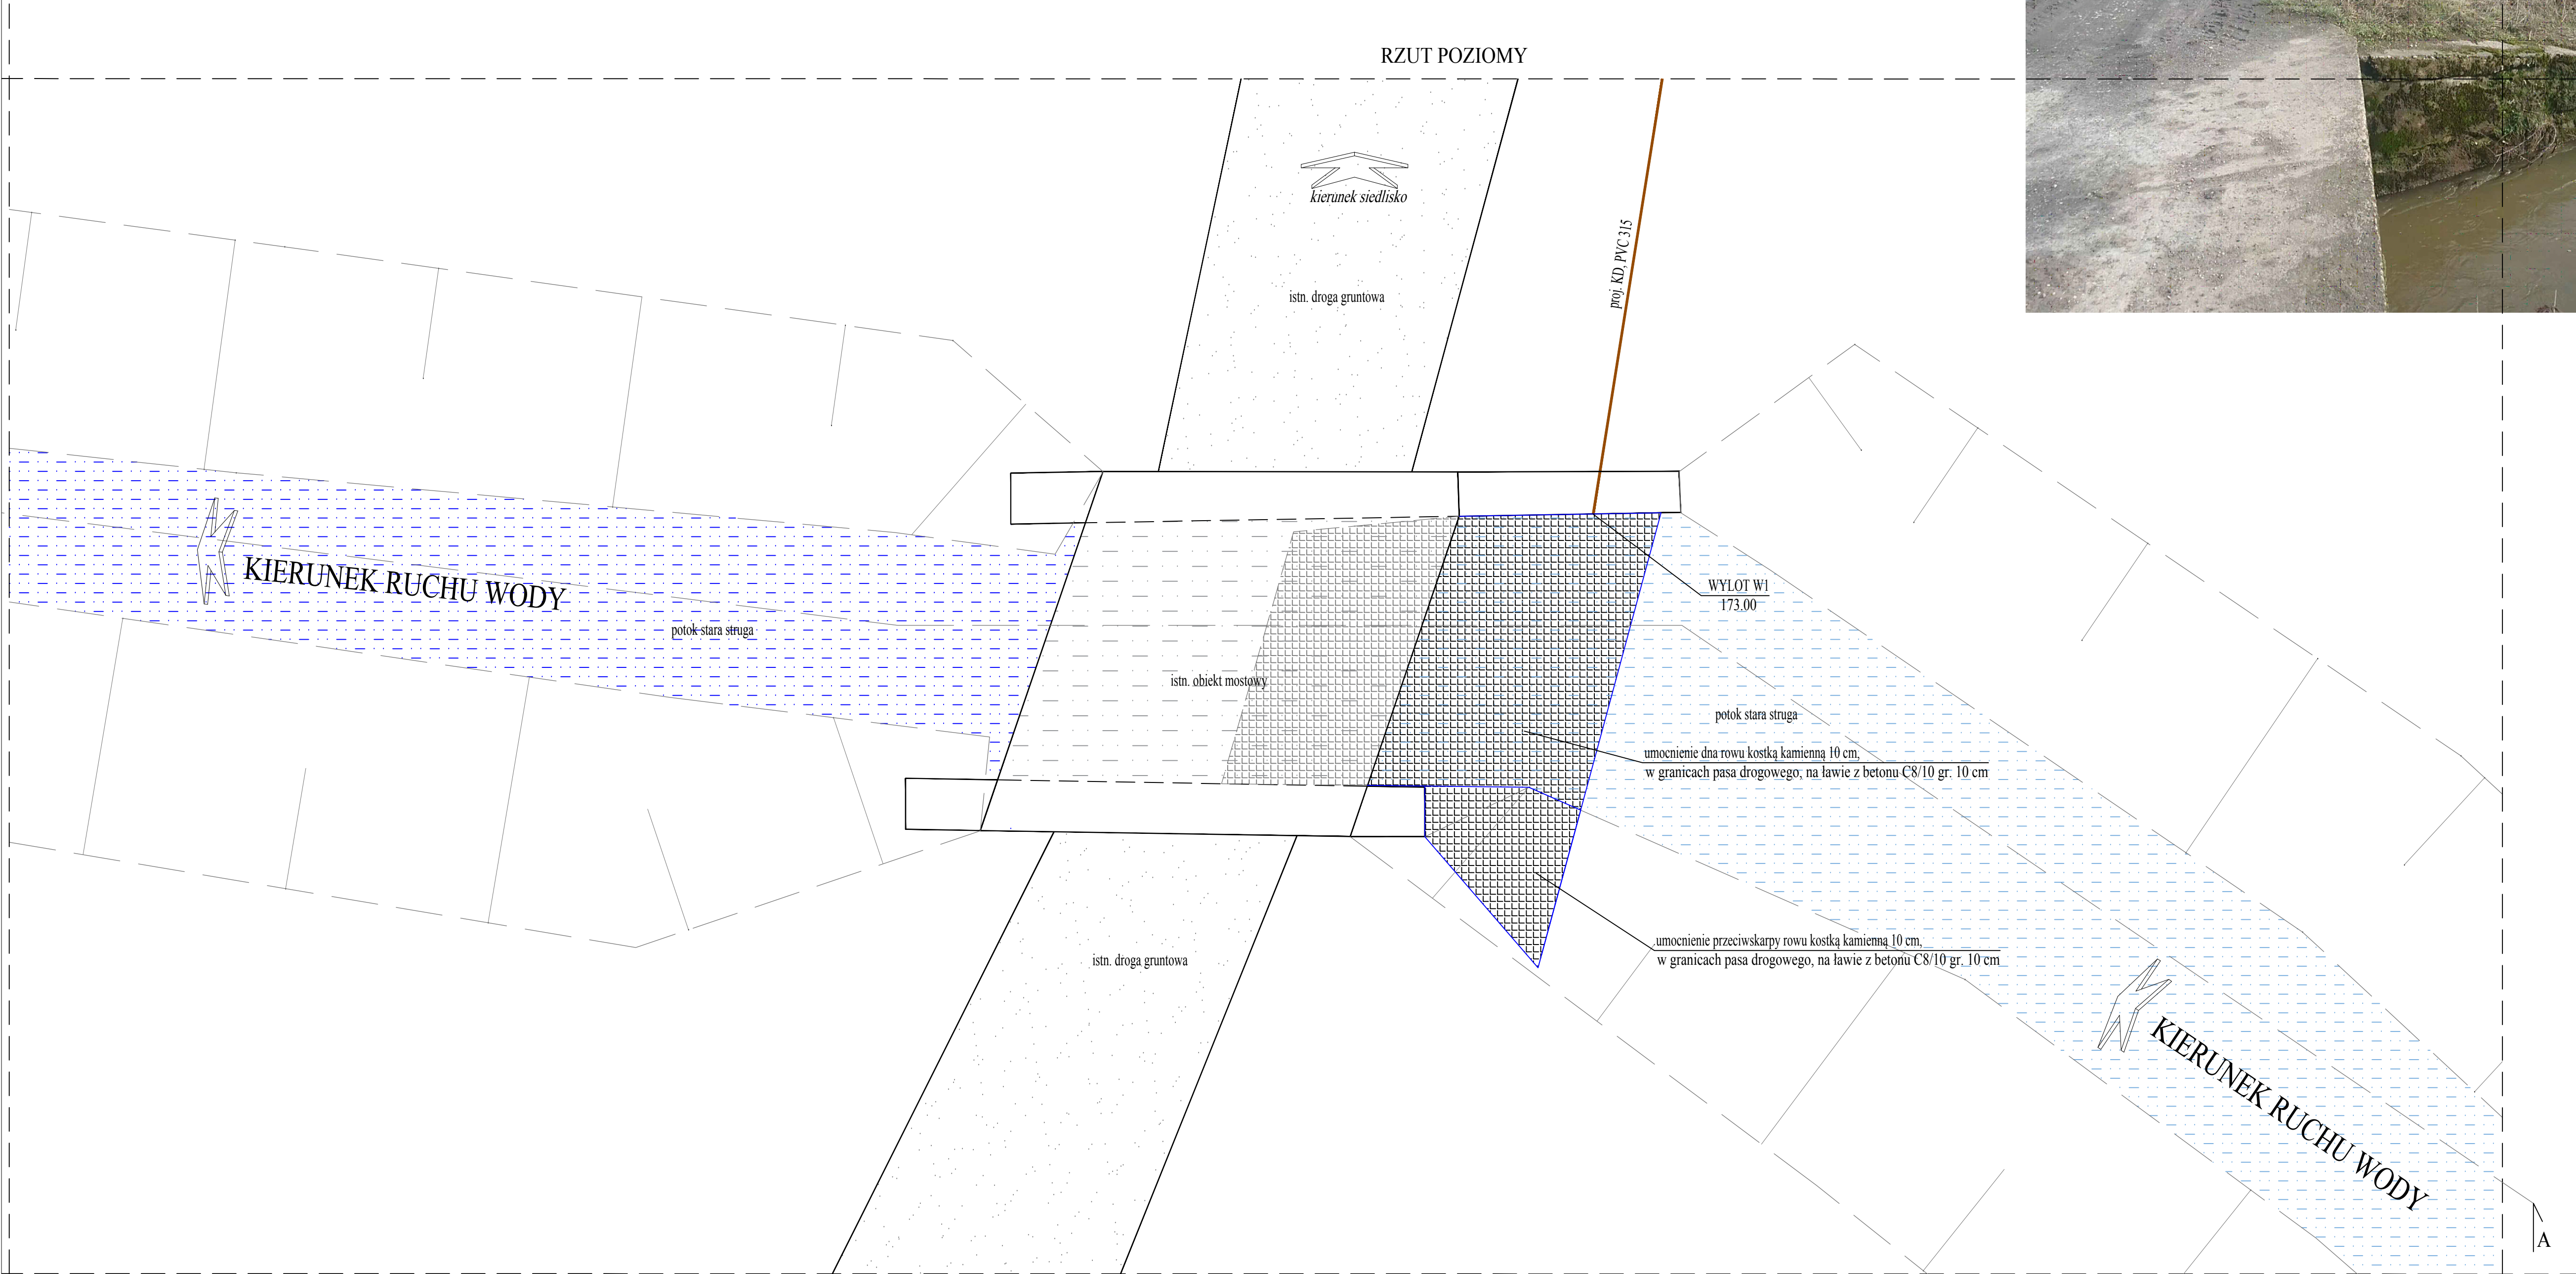 RZUT POZIOMY
kierunek siedlisko
proj. KD, PVC 315
istn. droga gruntowa
KIERUNEK RUCHU WODY
potok stara struga
WYLOT W1
173.00
istn. obiekt mostowy
potok stara struga
umocnienie dna rowu kostką kamienną 10 cm,
w granicach pasa drogowego, na ławie z betonu C8/10 gr. 10 cm
umocnienie przeciwskarpy rowu kostką kamienną 10 cm,
w granicach pasa drogowego, na ławie z betonu C8/10 gr. 10 cm
istn. droga gruntowa
KIERUNEK RUCHU WODY
A